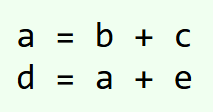 a = b + c
d = a + e